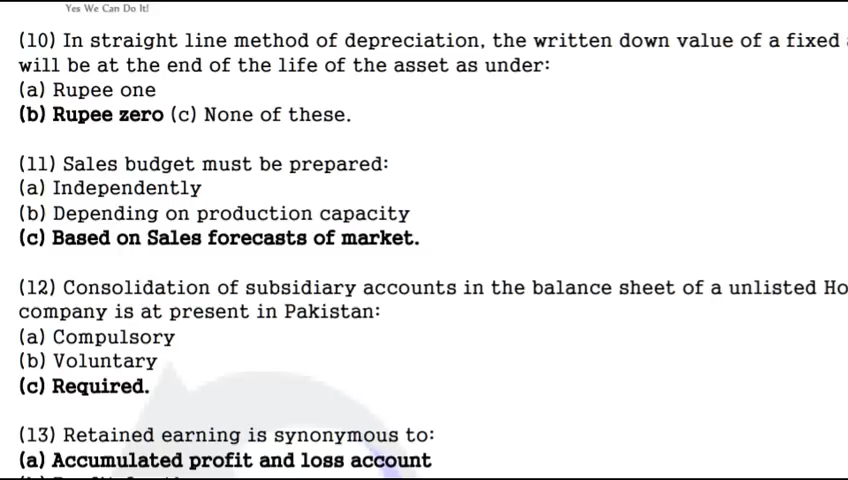 Yes We Can Do It!
(10) In straight line method of depreciation, the written down value of a fixed
will be at the end of the life of the asset as under:
(a) Rupee one
(b) Rupee zero (c) None of these.
(11) Sales budget must be prepared:
(a) Independently
(b) Depending on production capacity
(c) Based on Sales forecasts of market.
(12) Consolidation of subsidiary accounts in the balance sheet of a unlisted Ho
company is at present in Pakistan:
(a) Compulsory
(b) Voluntary
(c) Required.
(13) Retained earning is synonymous to:
(a) Accumulated profit and loss account